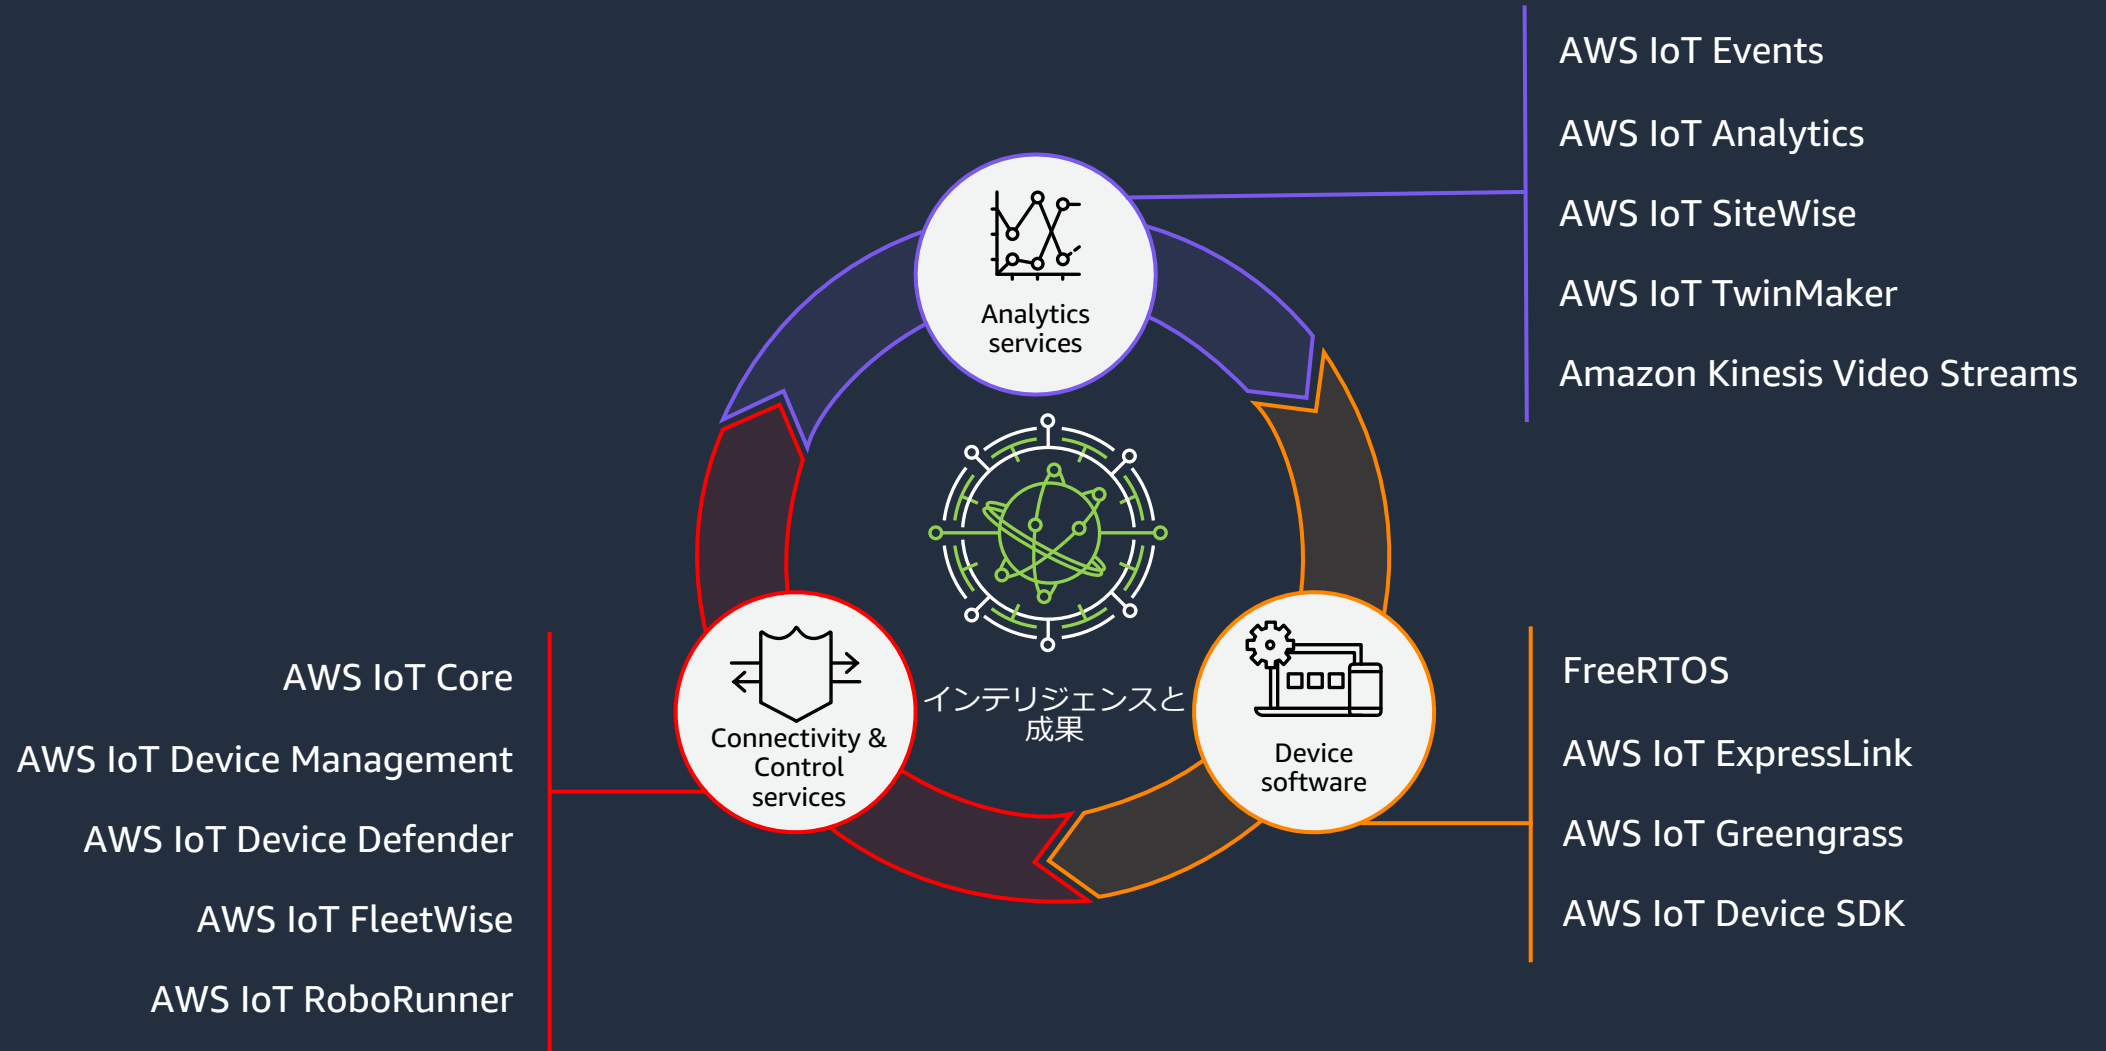 AWS IoT Events
AWS IoT Analytics
AWS IoT SiteWise
AWS IoT TwinMaker
Amazon Kinesis Video Streams
Analytics
services
インテリジェンスと
成果
Connectivity &
Control
services
Device
software
AWS IoT Core
AWS IoT Device Management
AWS IoT Device Defender
AWS IoT FleetWise
AWS IoT RoboRunner
FreeRTOS
AWS IoT ExpressLink
AWS IoT Greengrass
AWS IoT Device SDK